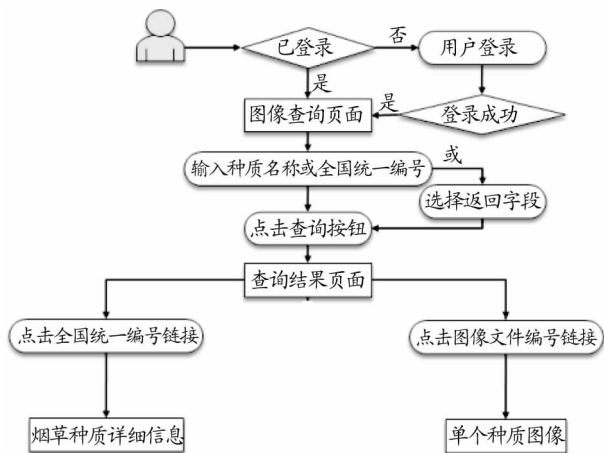 已登录
否
用户登录
是
图像查询页面
是
登录成功
输入种质名称或全国统一编号
或
选择返回字段
点击查询按钮
查询结果页面
点击全国统一编号链接
点击图像文件编号链接
烟草种质详细信息
单个种质图像